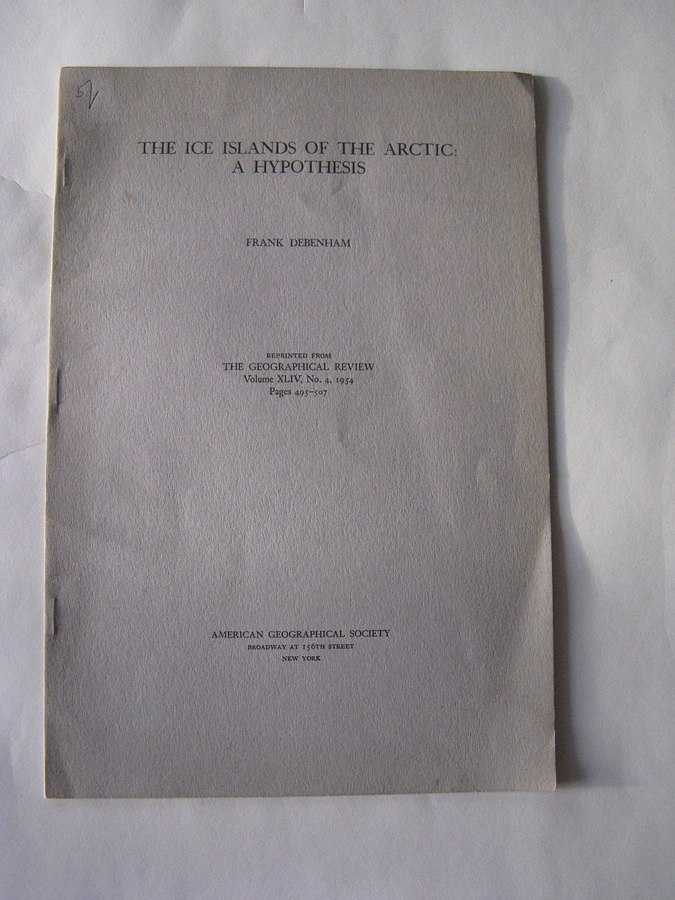 THE ICE ISLANDS OF THE ARCTIC:
A HYPOTHESIS
FRANK DEBENHAM
REPRINTED FROM
THE GEOGRAPHICAL REVIEW
Volume XLIV, No. 4, 1954
Pages 493–507
AMERICAN GEOGRAPHICAL SOCIETY
BROADWAY AT 156TH STREET
NEW YORK